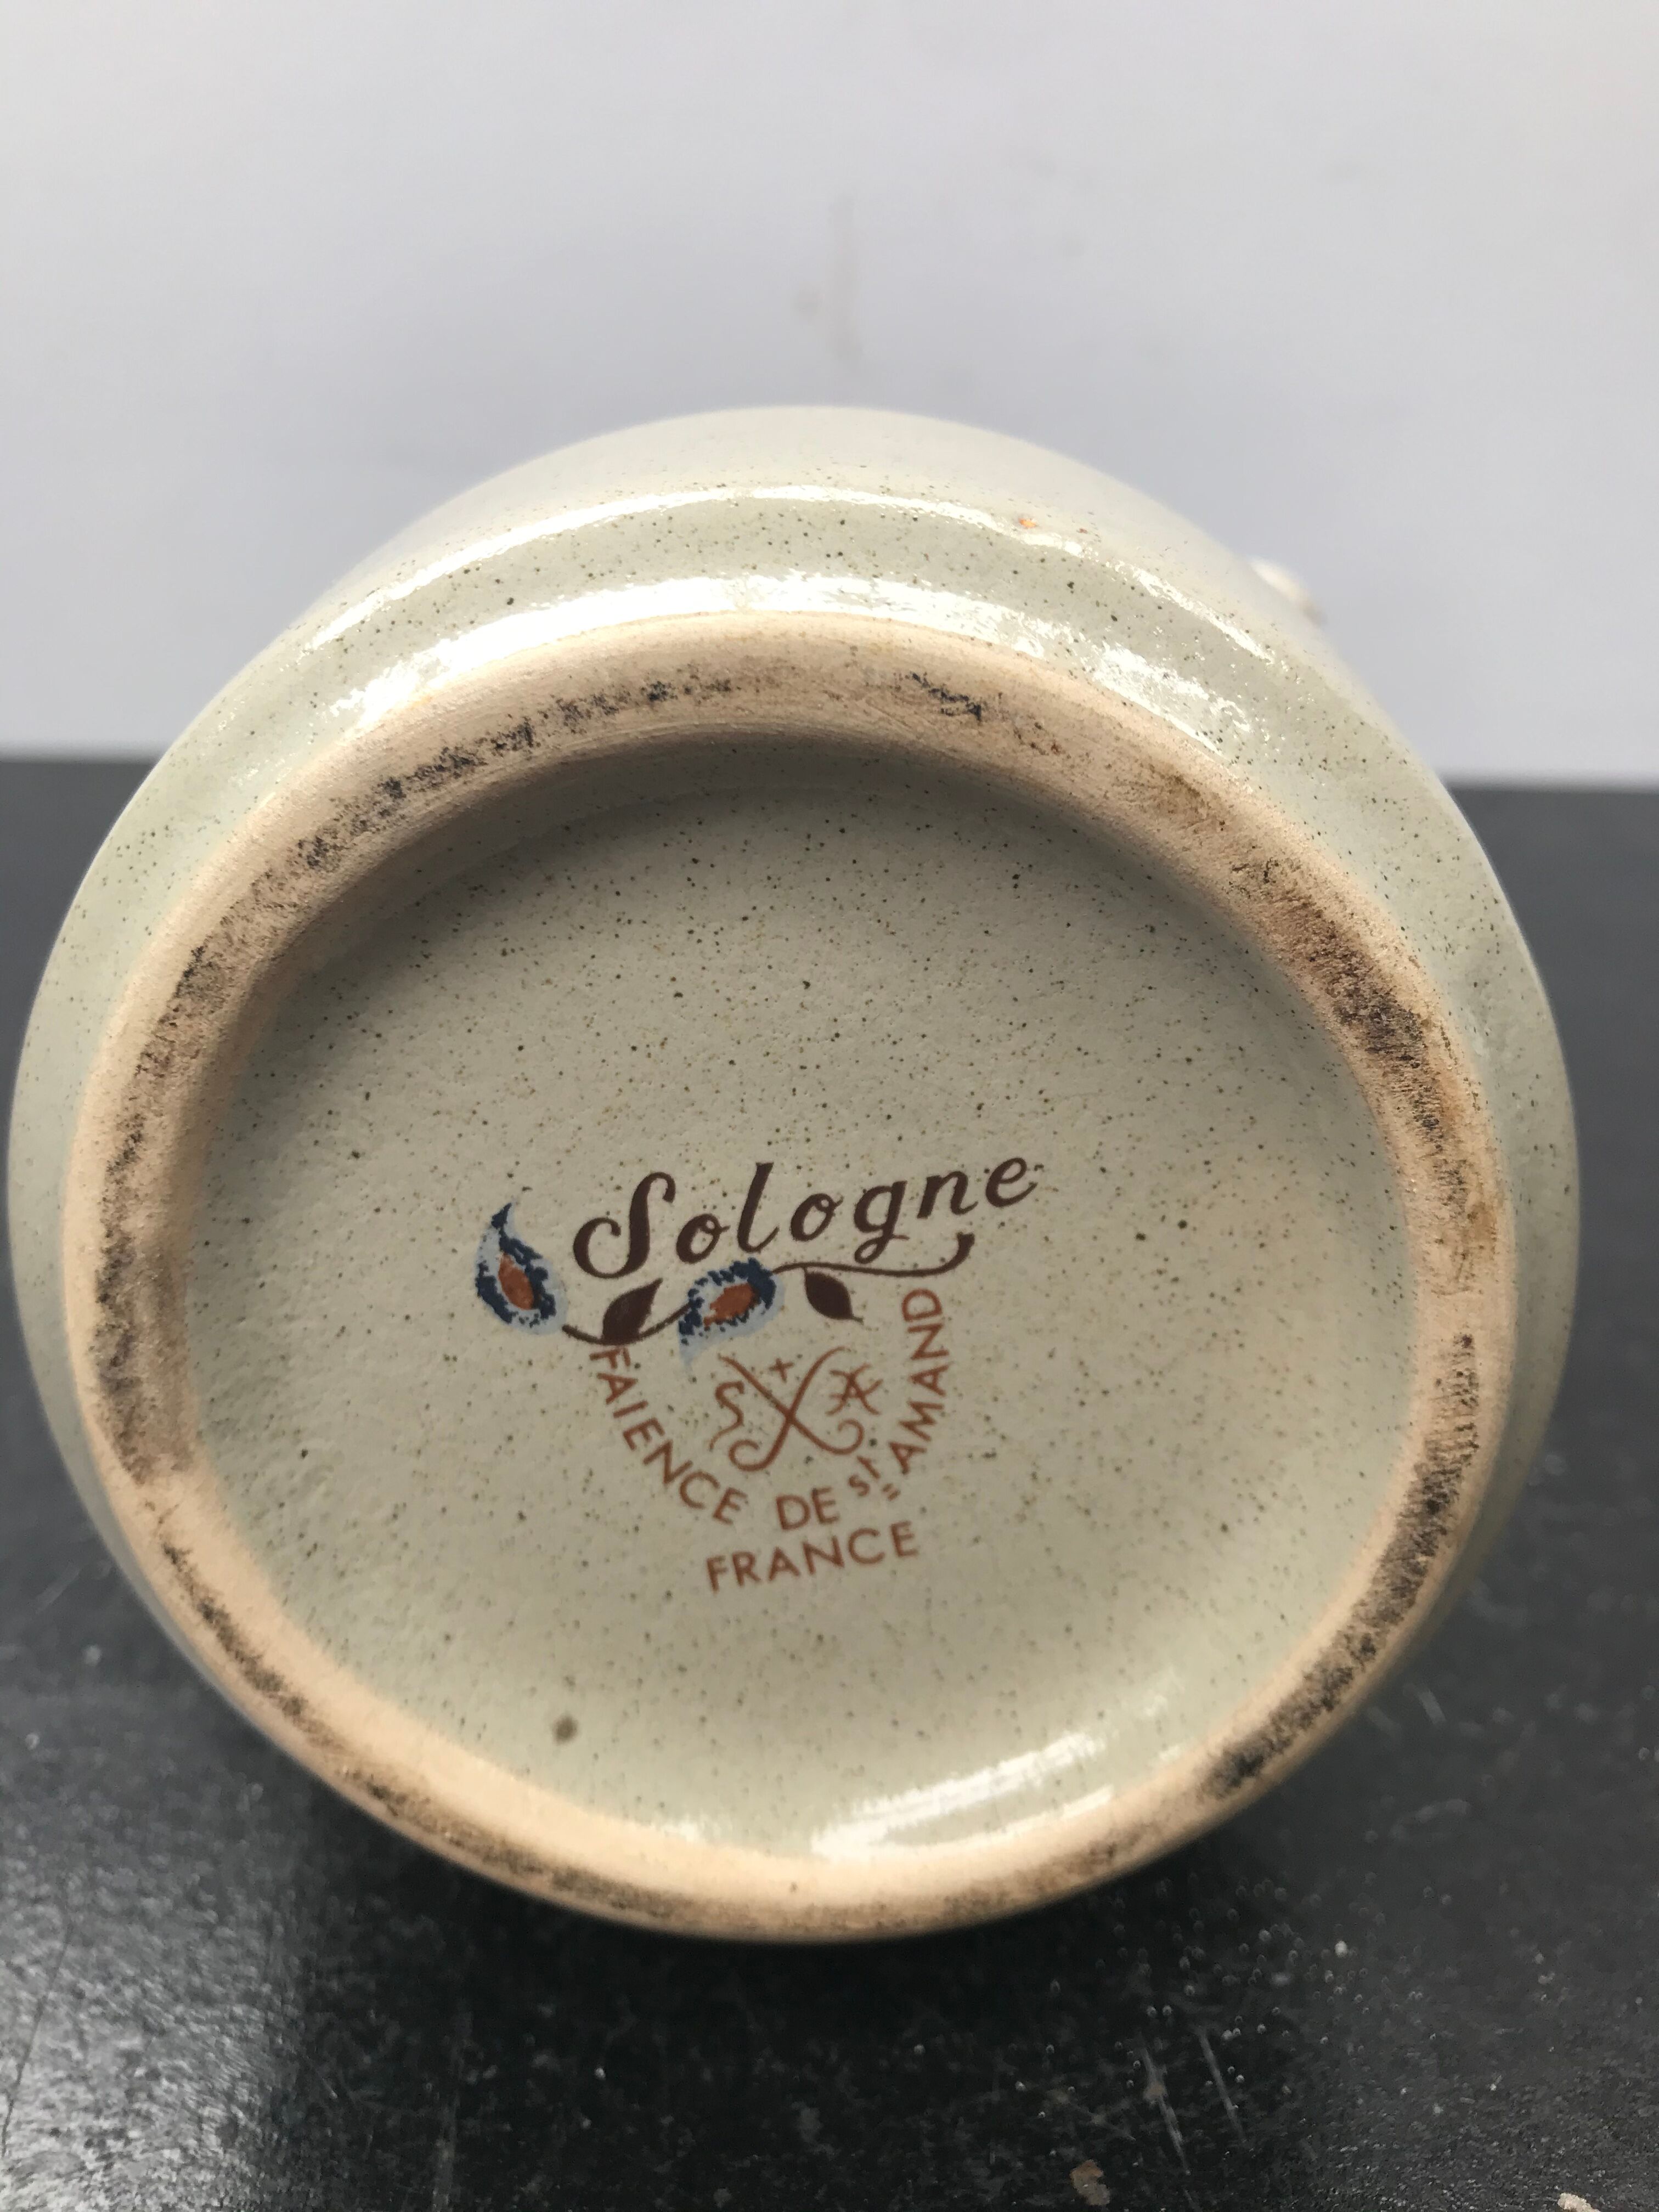 Sologne
FAIENCE DE St AMAND
FRANCE